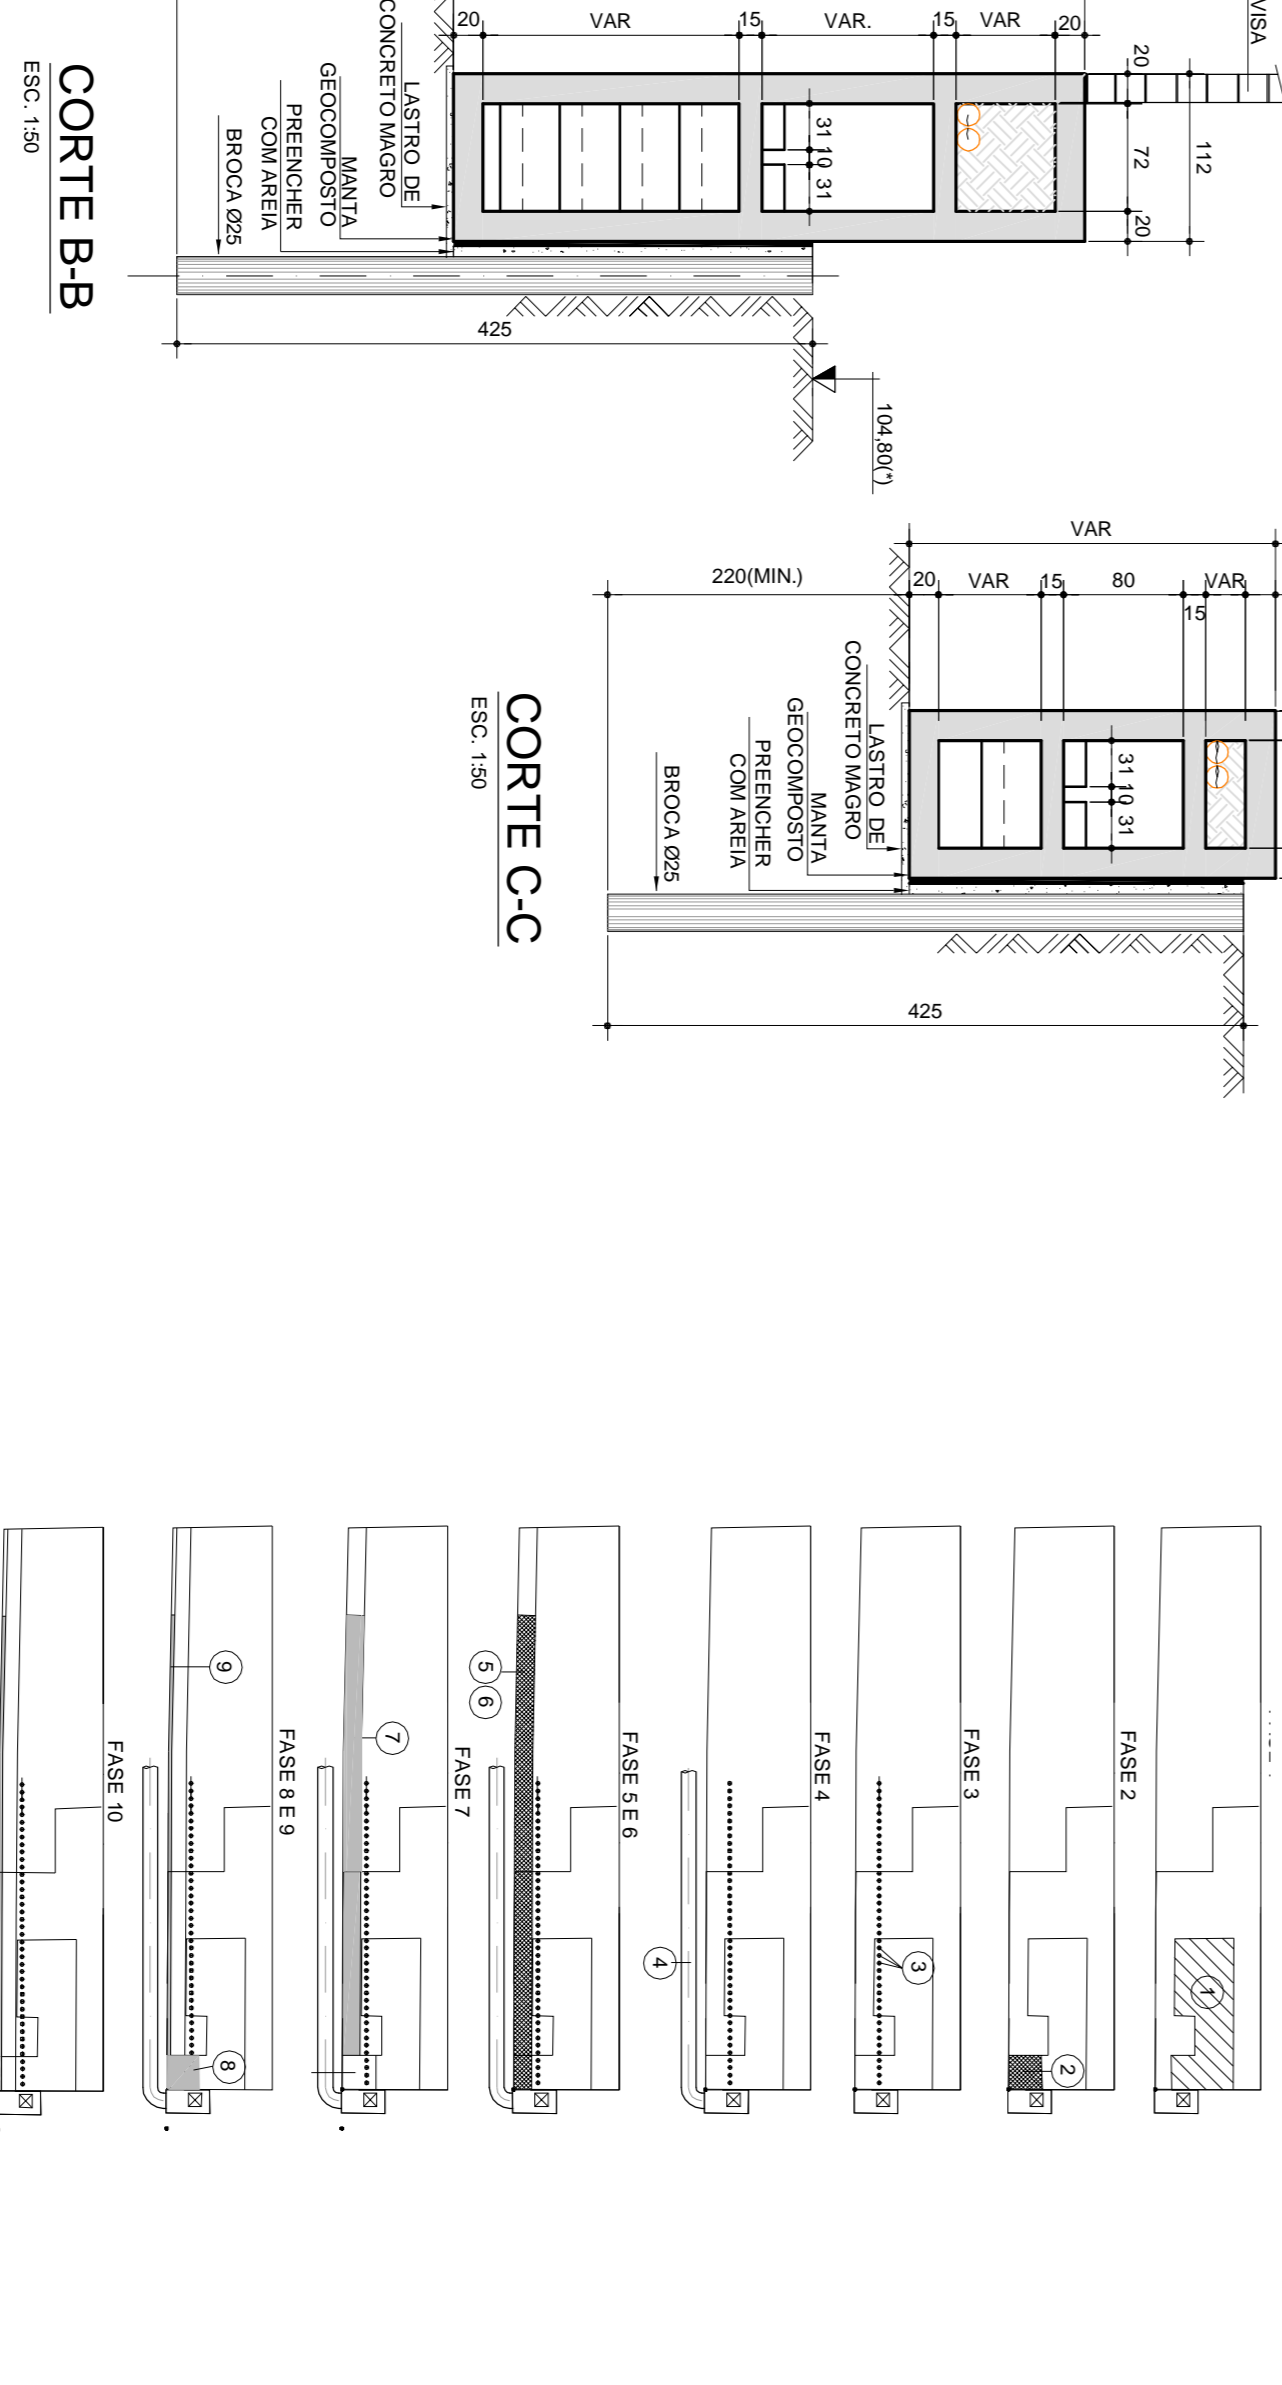 VISA
20
VAR
15
VAR.
15
VAR
20
20
72
20
112
31 10 31
CONCRETO MAGRO
LASTRO DE
GEOCOMPOSTO
MANTA
PREENCHER
COM AREIA
BROCA Ø25
425
104,80(*)
CORTE B-B
ESC. 1:50
VAR
220(MIN.)
20
VAR
15
80
15
VAR
31 10 31
LASTRO DE
CONCRETO MAGRO
MANTA
GEOCOMPOSTO
PREENCHER
COM AREIA
BROCA Ø25
425
CORTE C-C
ESC. 1:50
1
FASE 2
2
FASE 3
3
FASE 4
4
FASE 5 E 6
5
6
FASE 7
7
FASE 8 E 9
8
9
FASE 10